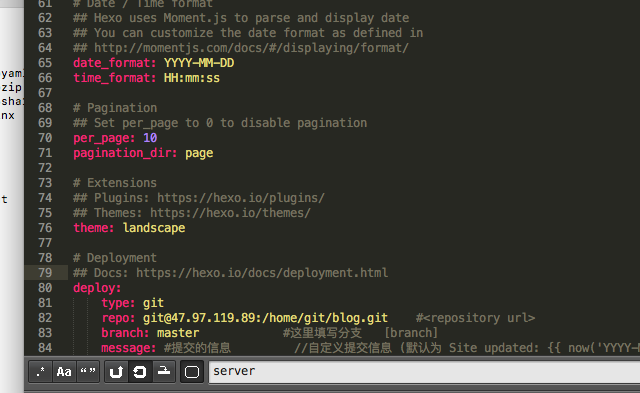 61 # Date / Time format
62 ## Hexo uses Moment.js to parse and display date
63 ## You can customize the date format as defined in
64 ## http://momentjs.com/docs/#/displaying/format/
65 date_format: YYYY-MM-DD
66 time_format: HH:mm:ss
67
68 # Pagination
69 ## Set per_page to 0 to disable pagination
70 per_page: 10
71 pagination_dir: page
72
73 # Extensions
74 ## Plugins: https://hexo.io/plugins/
75 ## Themes: https://hexo.io/themes/
76 theme: landscape
77
78 # Deployment
79 ## Docs: https://hexo.io/docs/deployment.html
80 deploy:
81 type: git
82 repo: git@47.97.119.89:/home/git/blog.git #<repository url>
83 branch: master #这里填写分支 [branch]
84 message: #提交的信息 //自定义提交信息 (默认为 Site updated: {{ now('YYYY-M
yaml
zip
sha
nx
t
.* Aa “”
server